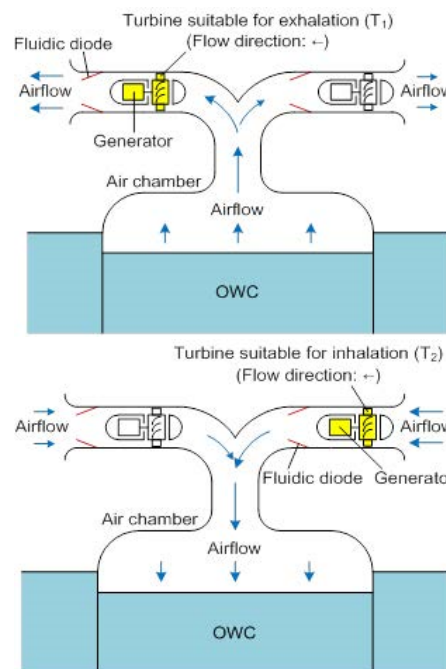 Turbine suitable for exhalation (T1)
(Flow direction: ←)
Fluidic diode
Airflow
Airflow
Generator
Air chamber
Airflow
OWC
Turbine suitable for inhalation (T2)
(Flow direction: ←)
Airflow
Airflow
Fluidic diode
Generator
Air chamber
Airflow
OWC